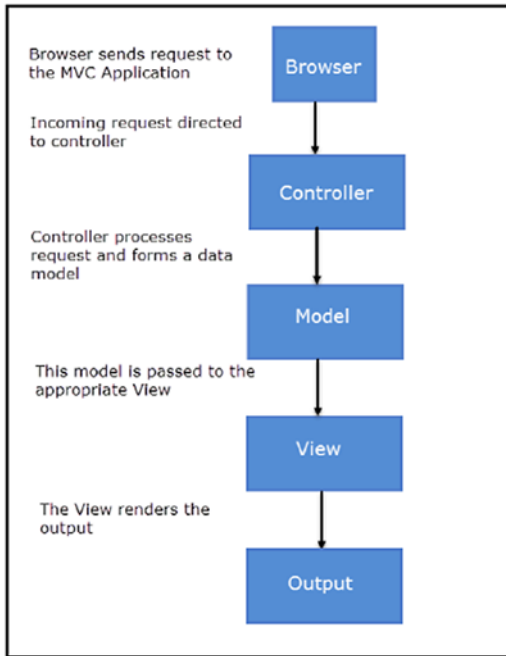 Browser sends request to
the MVC Application
Browser
Incoming request directed
to controller
Controller
Controller processes
request and forms a data
model
Model
This model is passed to the
appropriate View
View
The View renders the
output
Output